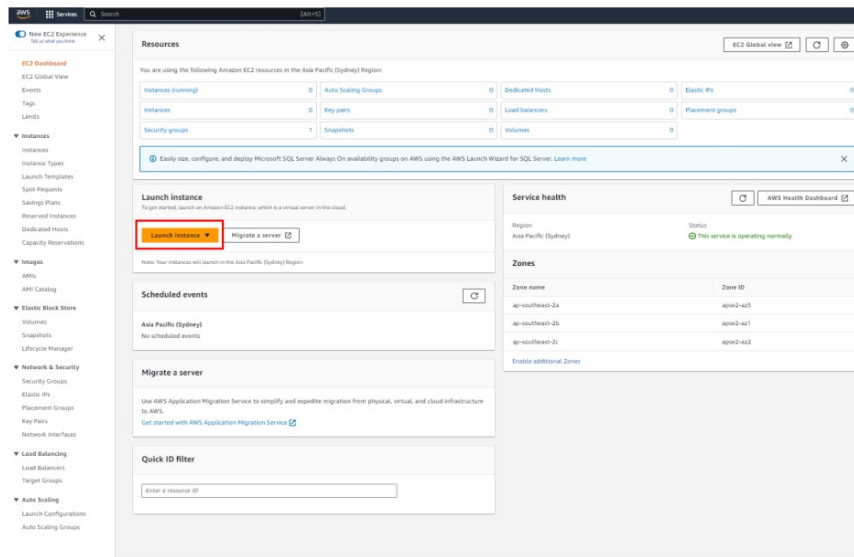 aws Services Search [Alt+S]
New EC2 Experience
Tell us what you think
EC2 Dashboard
EC2 Global View
Events
Tags
Limits
Instances
Instances
Instance Types
Launch Templates
Spot Requests
Savings Plans
Reserved Instances
Dedicated Hosts
Capacity Reservations
Images
AMIs
AMI Catalog
Elastic Block Store
Volumes
Snapshots
Lifecycle Manager
Network & Security
Security Groups
Elastic IPs
Placement Groups
Key Pairs
Network Interfaces
Load Balancing
Load Balancers
Target Groups
Auto Scaling
Launch Configurations
Auto Scaling Groups
Resources
EC2 Global view
You are using the following Amazon EC2 resources in the Asia Pacific (Sydney) Region:
Instances (running) 0 Auto Scaling Groups 0 Dedicated Hosts 0 Elastic IPs 0
Instances 0 Key pairs 0 Load balancers 0 Placement groups 0
Security groups 1 Snapshots 0 Volumes 0
Easily size, configure, and deploy Microsoft SQL Server Always On availability groups on AWS using the AWS Launch Wizard for SQL Server. Learn more
Launch instance
To get started, launch an Amazon EC2 instance, which is a virtual server in the cloud.
Launch instance Migrate a server
Note: Your instances will launch in the Asia Pacific (Sydney) Region
Scheduled events
Asia Pacific (Sydney)
No scheduled events
Migrate a server
Use AWS Application Migration Service to simplify and expedite migration from physical, virtual, and cloud infrastructure
to AWS.
Get started with AWS Application Migration Service
Quick ID filter
Enter a resource ID
Service health
AWS Health Dashboard
Region Status
Asia Pacific (Sydney) This service is operating normally
Zones
Zone name Zone ID
ap-southeast-2a apse2-az3
ap-southeast-2b apse2-az1
ap-southeast-2c apse2-az2
Enable additional Zones